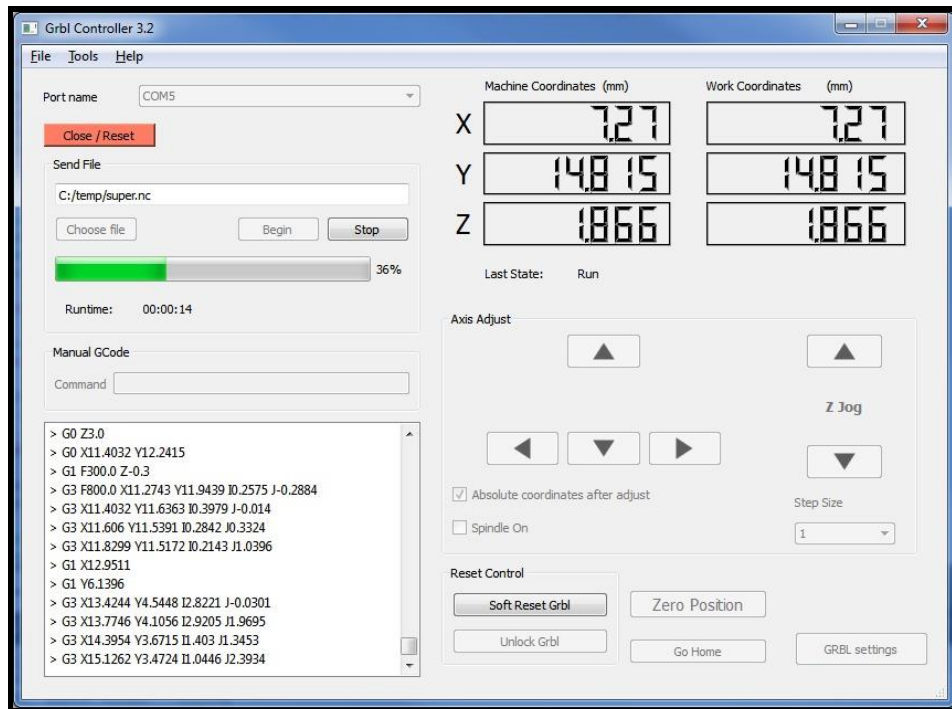 Grbl Controller 3.2
File Tools Help
Port name COM5
Close / Reset
Send File
C:/temp/super.nc
Choose file Begin Stop
36%
Runtime: 00:00:14
Manual GCode
Command
> G0 Z3.0
> G0 X11.4032 Y12.2415
> G1 F300.0 Z-0.3
> G3 F800.0 X11.2743 Y11.9439 I0.2575 J-0.2884
> G3 X11.4032 Y11.6363 I0.3979 J-0.014
> G3 X11.606 Y11.5391 I0.2842 J0.3324
> G3 X11.8299 Y11.5172 I0.2143 J1.0396
> G1 X12.9511
> G1 Y6.1396
> G3 X13.4244 Y4.5448 I2.8221 J-0.0301
> G3 X13.7746 Y4.1056 I2.9205 J1.9695
> G3 X14.3954 Y3.6715 I1.403 J1.3453
> G3 X15.1262 Y3.4724 I1.0446 J2.3934
Machine Coordinates (mm) Work Coordinates (mm)
X 7.27 7.27
Y 14.815 14.815
Z 1.866 1.866
Last State: Run
Axis Adjust
Z Jog
Absolute coordinates after adjust
Step Size
Spindle On
1
Reset Control
Soft Reset Grbl Zero Position
Unlock Grbl Go Home GRBL settings